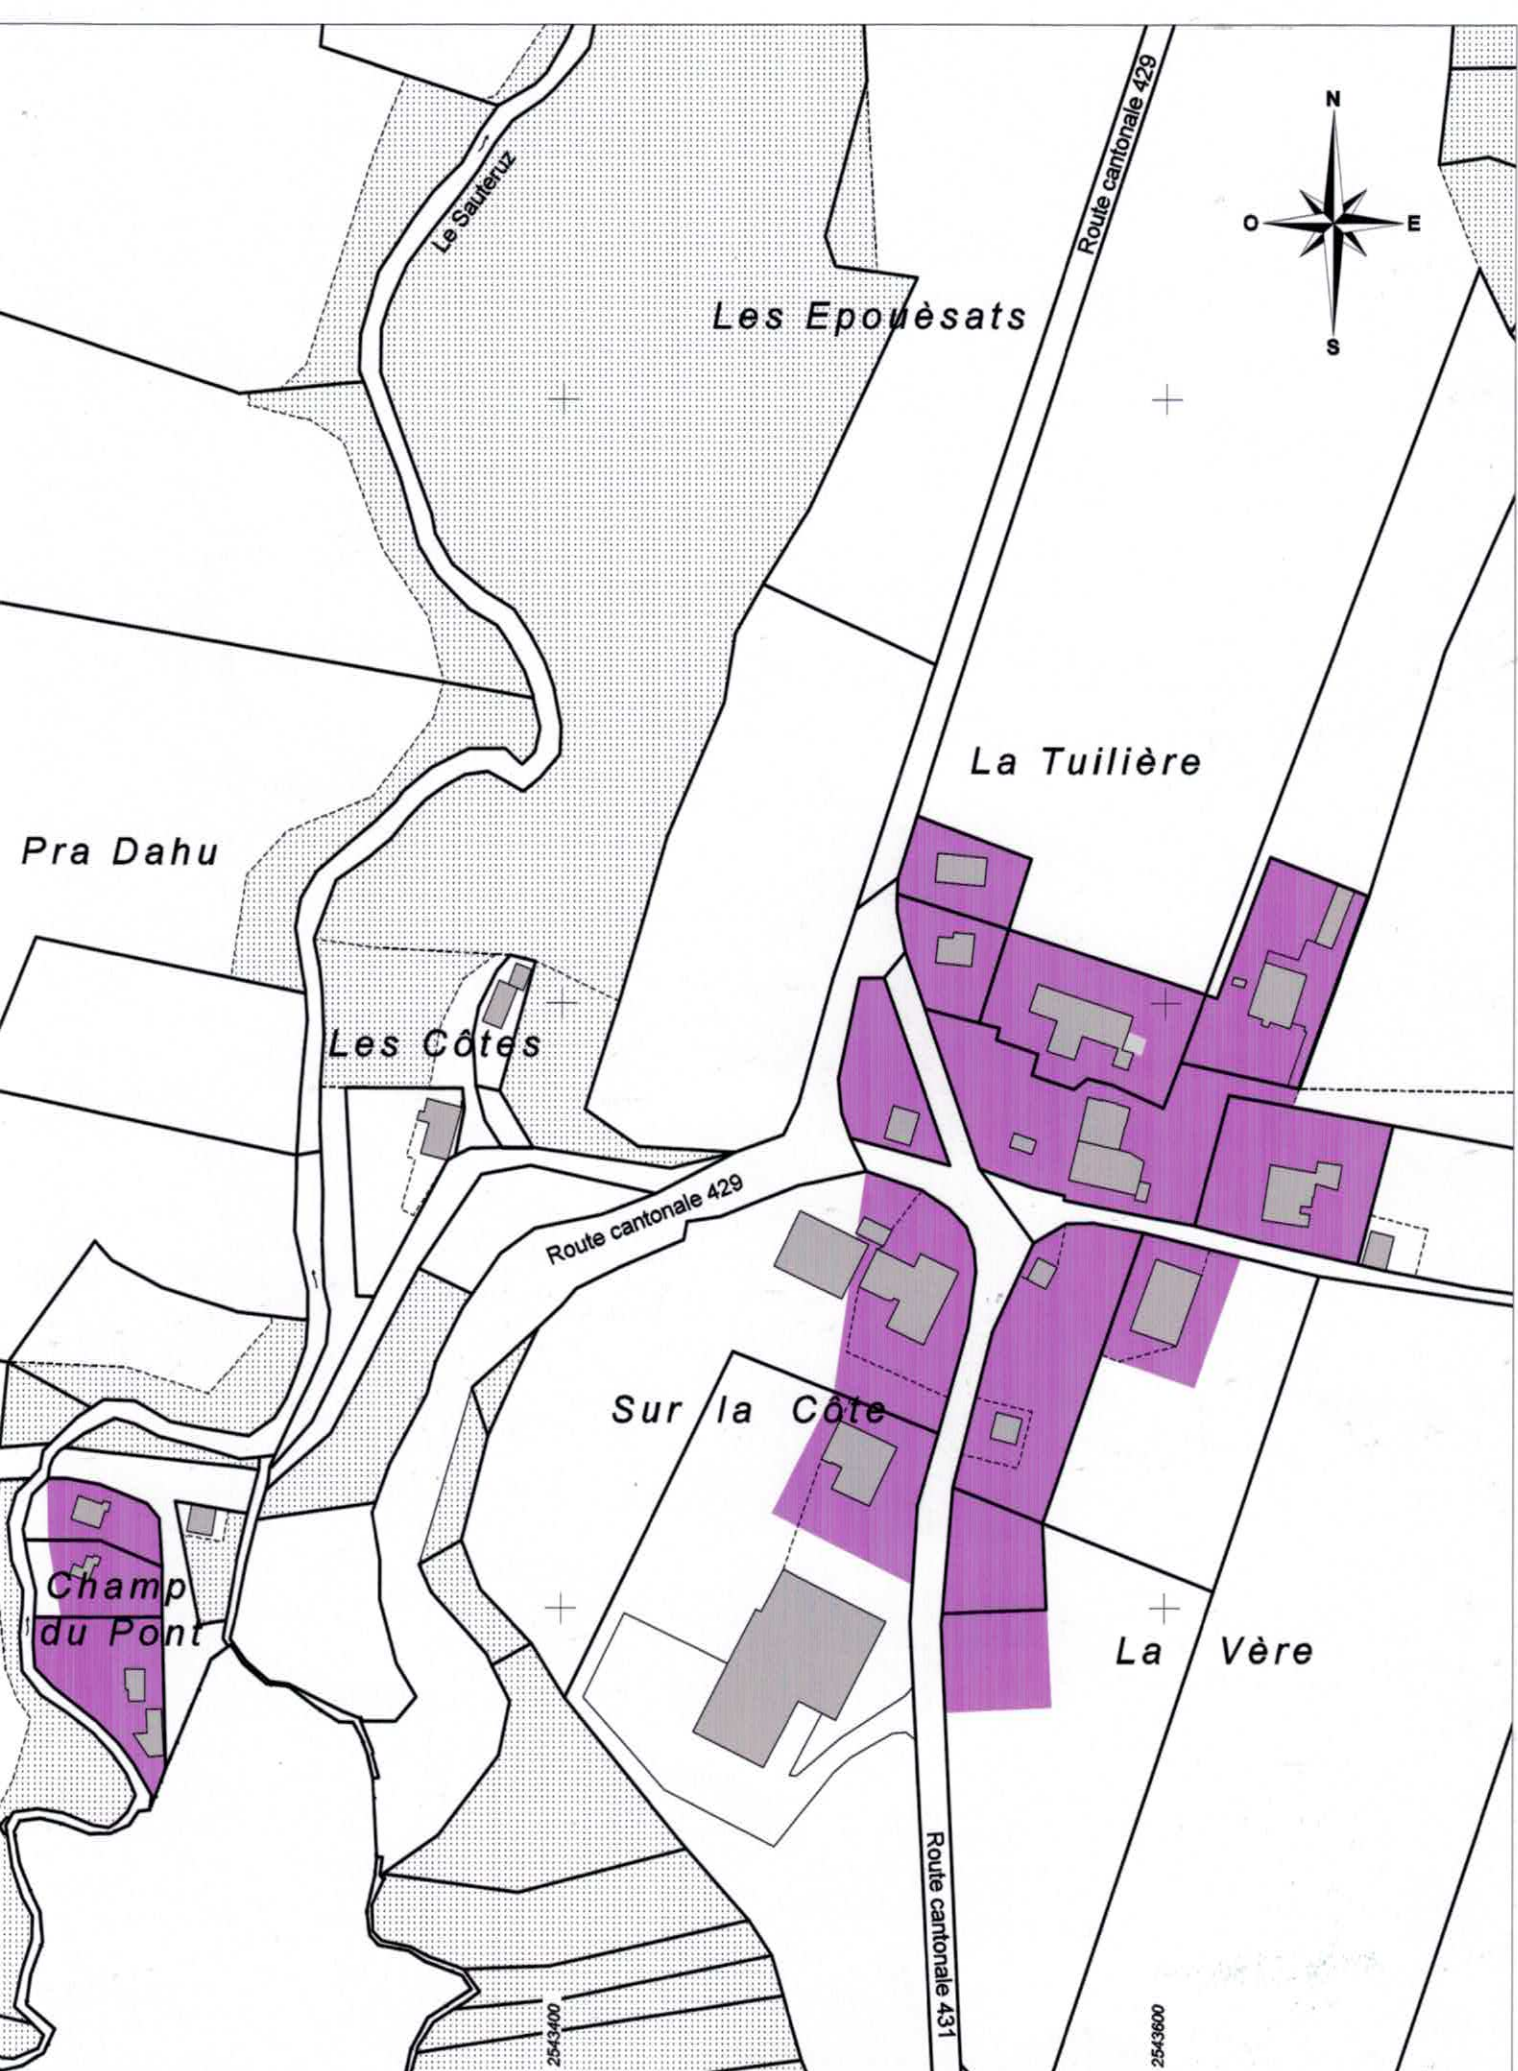 Route cantonale 429
N
O
E
S
Le Sauteruz
Les Epouèsats
La Tuilière
Pra Dahu
Les Côtes
Route cantonale 429
Sur la Côte
Champ
du Pont
La Vère
Route cantonale 431
2543400
2543600